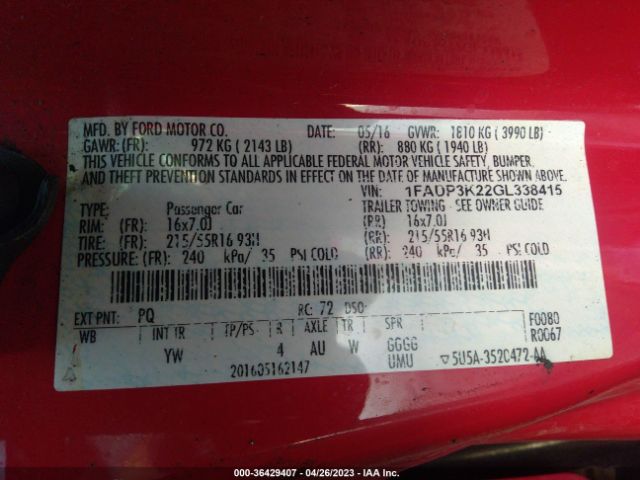 MFD. BY FORD MOTOR CO. DATE: 05/16 GVWR: 1810 KG ( 3990 LB)
GAWR: (FR) 972 KG ( 2143 LB) (RR) 880 KG ( 1940 LB)
THIS VEHICLE CONFORMS TO ALL APPLICABLE FEDERAL MOTOR VEHICLE SAFETY, BUMPER,
AND THEFT PREVENTION STANDARDS IN EFFECT ON THE DATE OF MANUFACTURE SHOWN ABOVE.
VIN: 1FADP3K22GL338415
TYPE: Passenger Car TRAILER TOWING - SEE OWNER GUIDE
RIM: (FR) 16x7.0J (RR) 16x7.0J
TIRE: (FR) 215/55R16 93H (RR) 215/55R16 93H
PRESSURE: (FR) 240 kPa/ 35 PSI COLD (RR) 240 kPa/ 35 PSI COLD
EXT PNT: PQ RC: 72 DSO: F0080
WB INT TR TP/PS R AXLE TR SPR R0067
YW 4 AU W GGGG
UMU
201605162147 5U5A-3520472-AA
000-36429407 - 04/26/2023 - IAA Inc.